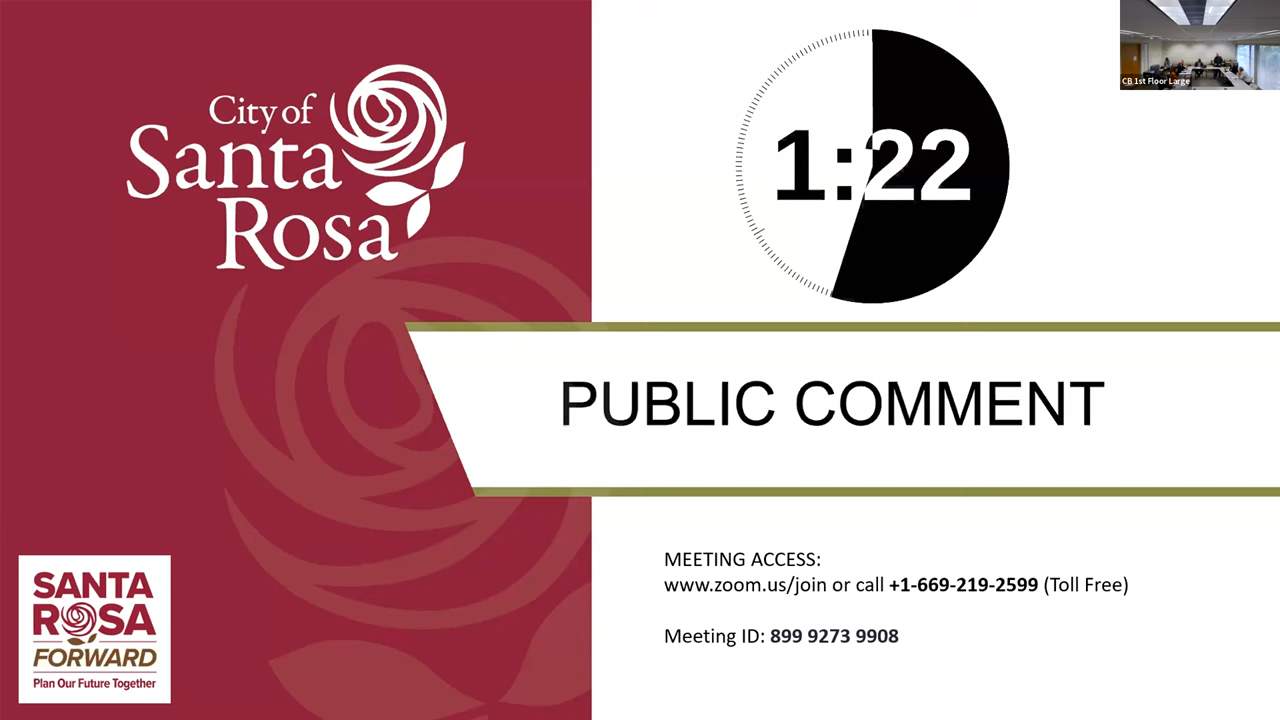 City of
Santa
Rosa
1:22
CB 1st Floor Large
PUBLIC COMMENT
MEETING ACCESS:
www.zoom.us/join or call +1-669-219-2599 (Toll Free)
Meeting ID: 899 9273 9908
SANTA
ROSA
FORWARD
Plan Our Future Together